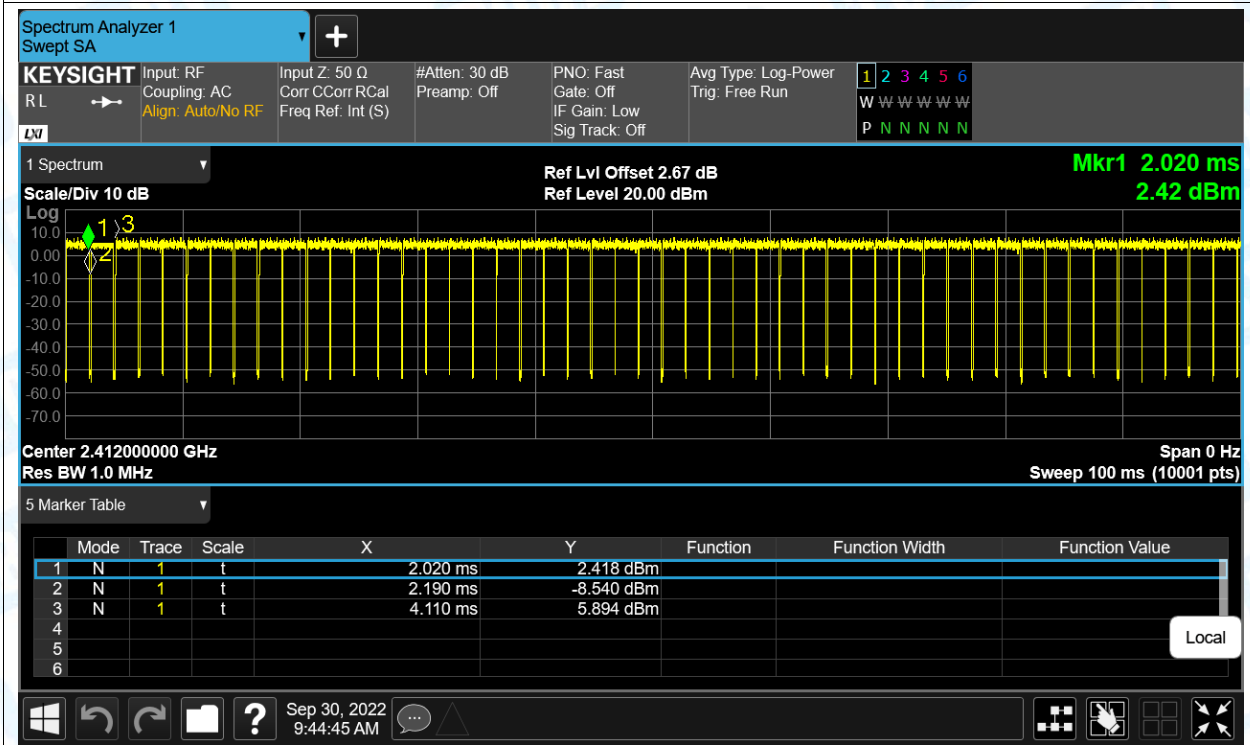 Spectrum Analyzer 1
Swept SA
+
KEYSIGHT
R L
LXI
Input: RF
Coupling: AC
Align: Auto/No RF
Input Z: 50 Ω
Corr CCorr RCal
Freq Ref: Int (S)
#Atten: 30 dB
Preamp: Off
PNO: Fast
Gate: Off
IF Gain: Low
Sig Track: Off
Avg Type: Log-Power
Trig: Free Run
1 2 3 4 5 6
W W W W W W
P N N N N N
1 Spectrum
Scale/Div 10 dB
Ref Lvl Offset 2.67 dB
Ref Level 20.00 dBm
Mkr1 2.020 ms
2.42 dBm
Log
10.0
0.00
-10.0
-20.0
-30.0
-40.0
-50.0
-60.0
-70.0
1
2
3
Center 2.412000000 GHz
Res BW 1.0 MHz
Span 0 Hz
Sweep 100 ms (10001 pts)
5 Marker Table
Mode Trace Scale X Y Function Function Width Function Value
1 N 1 t 2.020 ms 2.418 dBm
2 N 1 t 2.190 ms -8.540 dBm
3 N 1 t 4.110 ms 5.894 dBm
4
5
6
Local
?
Sep 30, 2022
9:44:45 AM